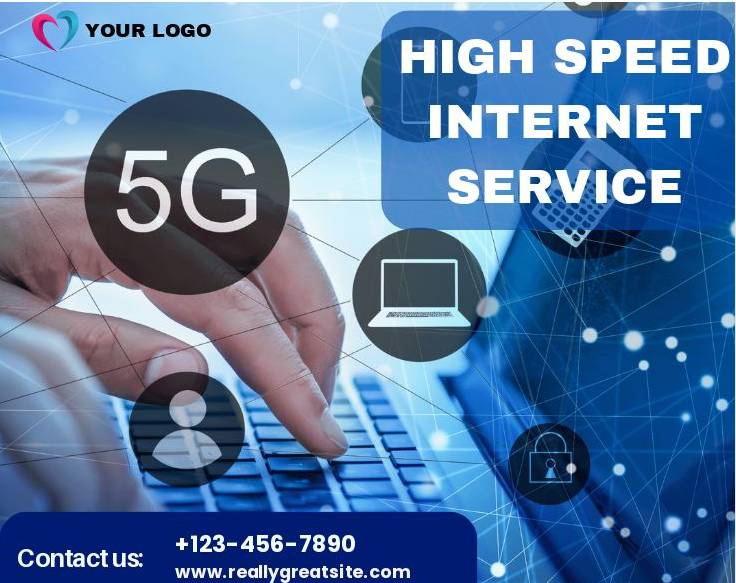 YOUR LOGO
HIGH SPEED
INTERNET
SERVICE
5G
Contact us:
+123-456-7890
www.reallygreatsite.com